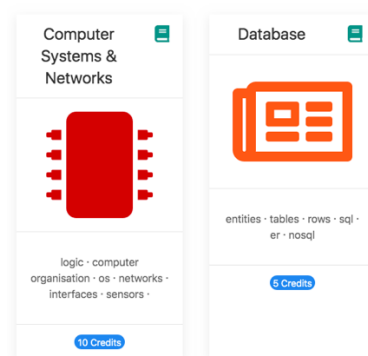 Computer
Systems &
Networks
logic · computer
organisation · os · networks ·
interfaces · sensors ·
10 Credits
Database
entities · tables · rows · sql ·
er · nosql
5 Credits